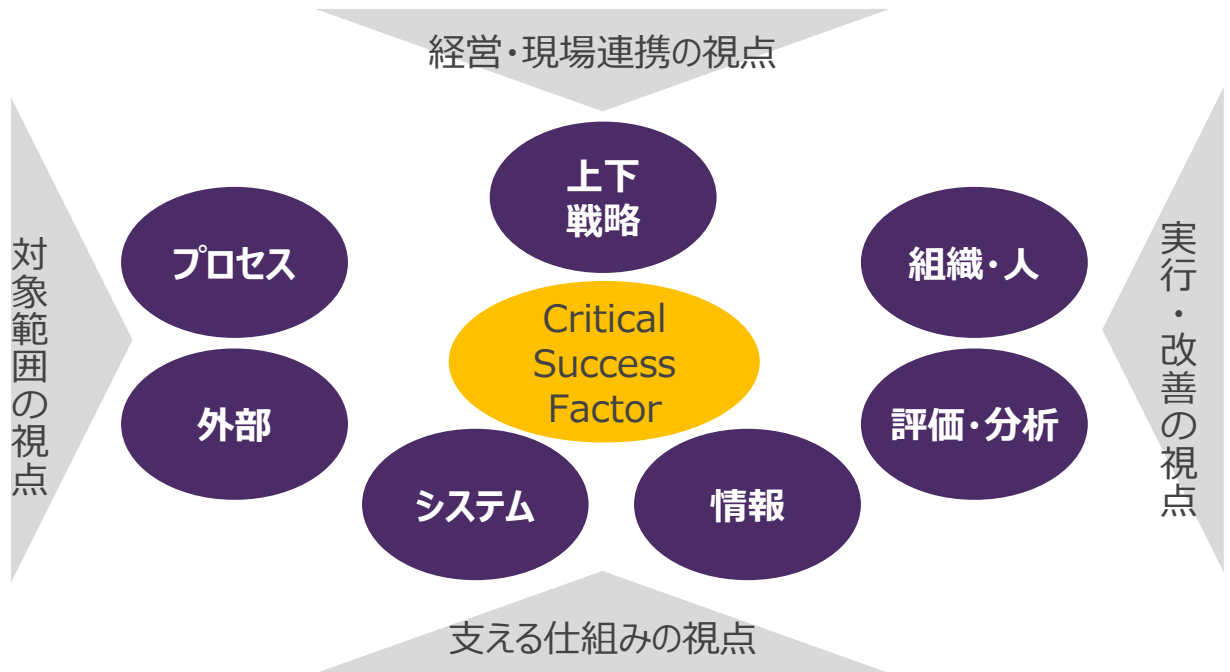 経営・現場連携の視点
対象範囲の視点
上下
戦略
プロセス
組織・人
Critical
Success
Factor
外部
評価・分析
システム
情報
実行・改善の視点
支える仕組みの視点